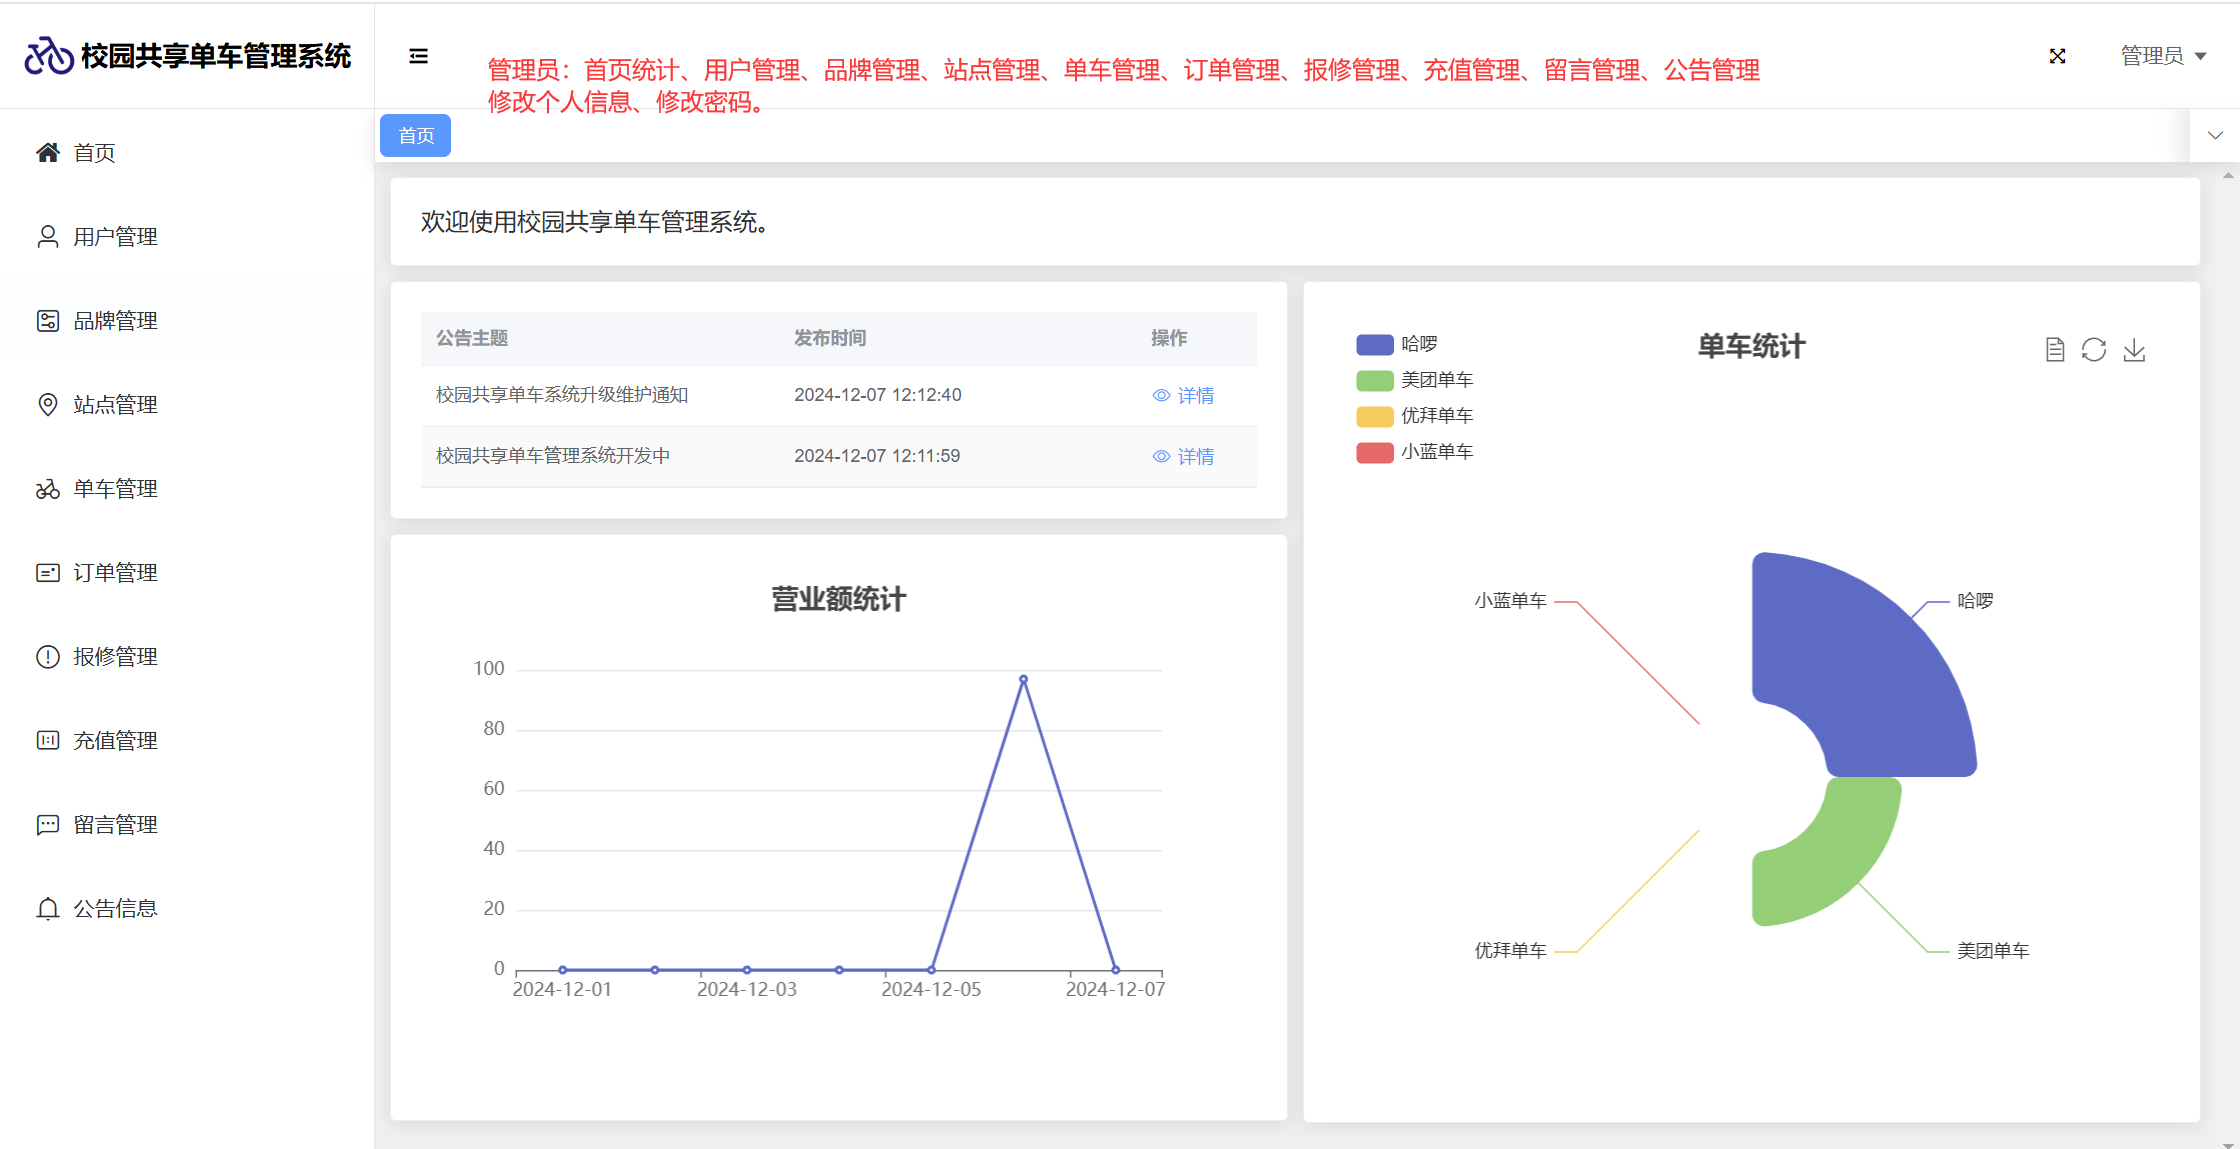 校园共享单车管理系统
管理员：首页统计、用户管理、品牌管理、站点管理、单车管理、订单管理、报修管理、充值管理、留言管理、公告管理
修改个人信息、修改密码。
管理员
首页
用户管理
品牌管理
站点管理
单车管理
订单管理
报修管理
充值管理
留言管理
公告信息
首页
欢迎使用校园共享单车管理系统。
公告主题 发布时间 操作
校园共享单车系统升级维护通知 2024-12-07 12:12:40 详情
校园共享单车管理系统开发中 2024-12-07 12:11:59 详情
营业额统计
100
80
60
40
20
0
2024-12-01 2024-12-03 2024-12-05 2024-12-07
单车统计
哈啰
美团单车
优拜单车
小蓝单车
小蓝单车 哈啰
优拜单车 美团单车